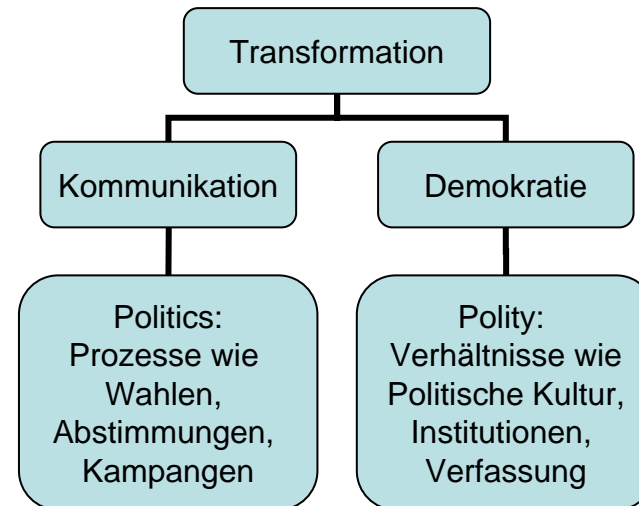 Transformation
Kommunikation
Demokratie
Politics:
Prozesse wie
Wahlen,
Abstimmungen,
Kampangen
Polity:
Verhältnisse wie
Politische Kultur,
Institutionen,
Verfassung